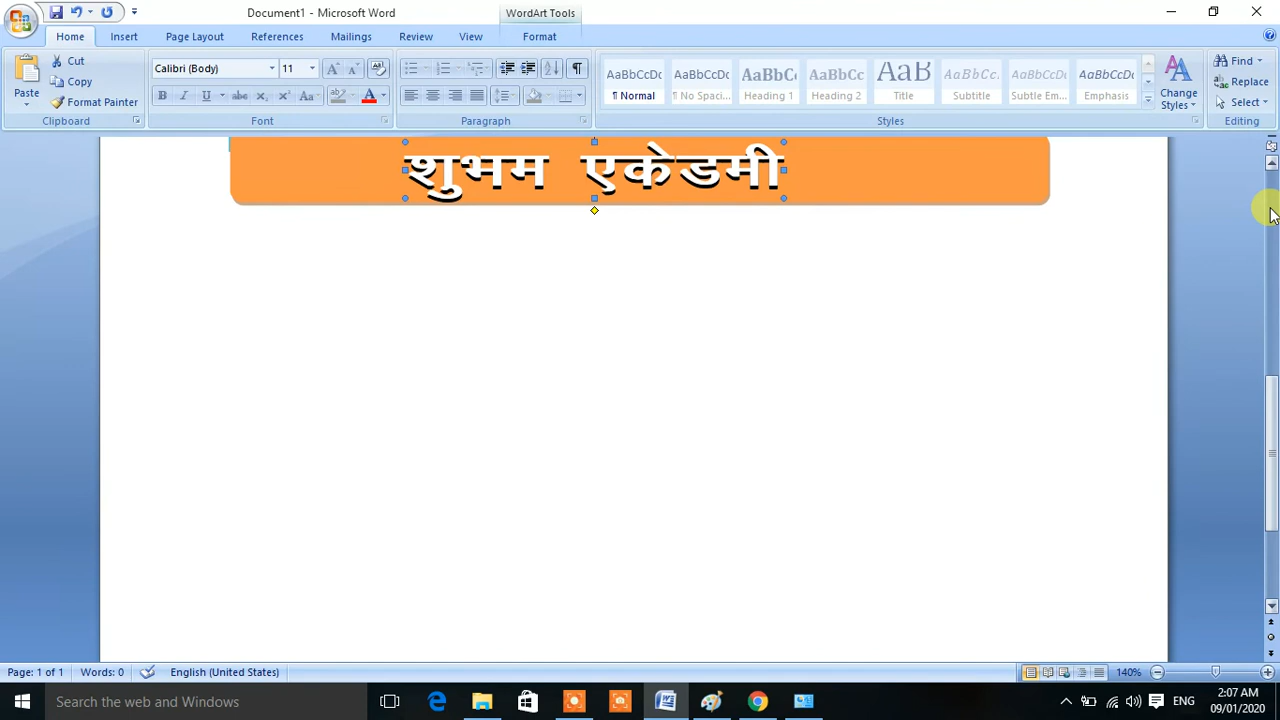 Document1 - Microsoft Word
WordArt Tools
Home
Insert
Page Layout
References
Mailings
Review
View
Format
Paste
Cut
Copy
Format Painter
Clipboard
Calibri (Body)
11
Font
Paragraph
AaBbCcDc
¶ Normal
AaBbCcDc
¶ No Spaci...
AaBbCc
Heading 1
AaBbCc
Heading 2
AaB
Title
AaBbCc.
Subtitle
AaBbCcDc
Subtle Em...
AaBbCcDc
Emphasis
Change
Styles
Styles
Find
Replace
Select
Editing
शुभम एकेडमी
Page: 1 of 1
Words: 0
English (United States)
140%
Search the web and Windows
ENG
2:07 AM
09/01/2020